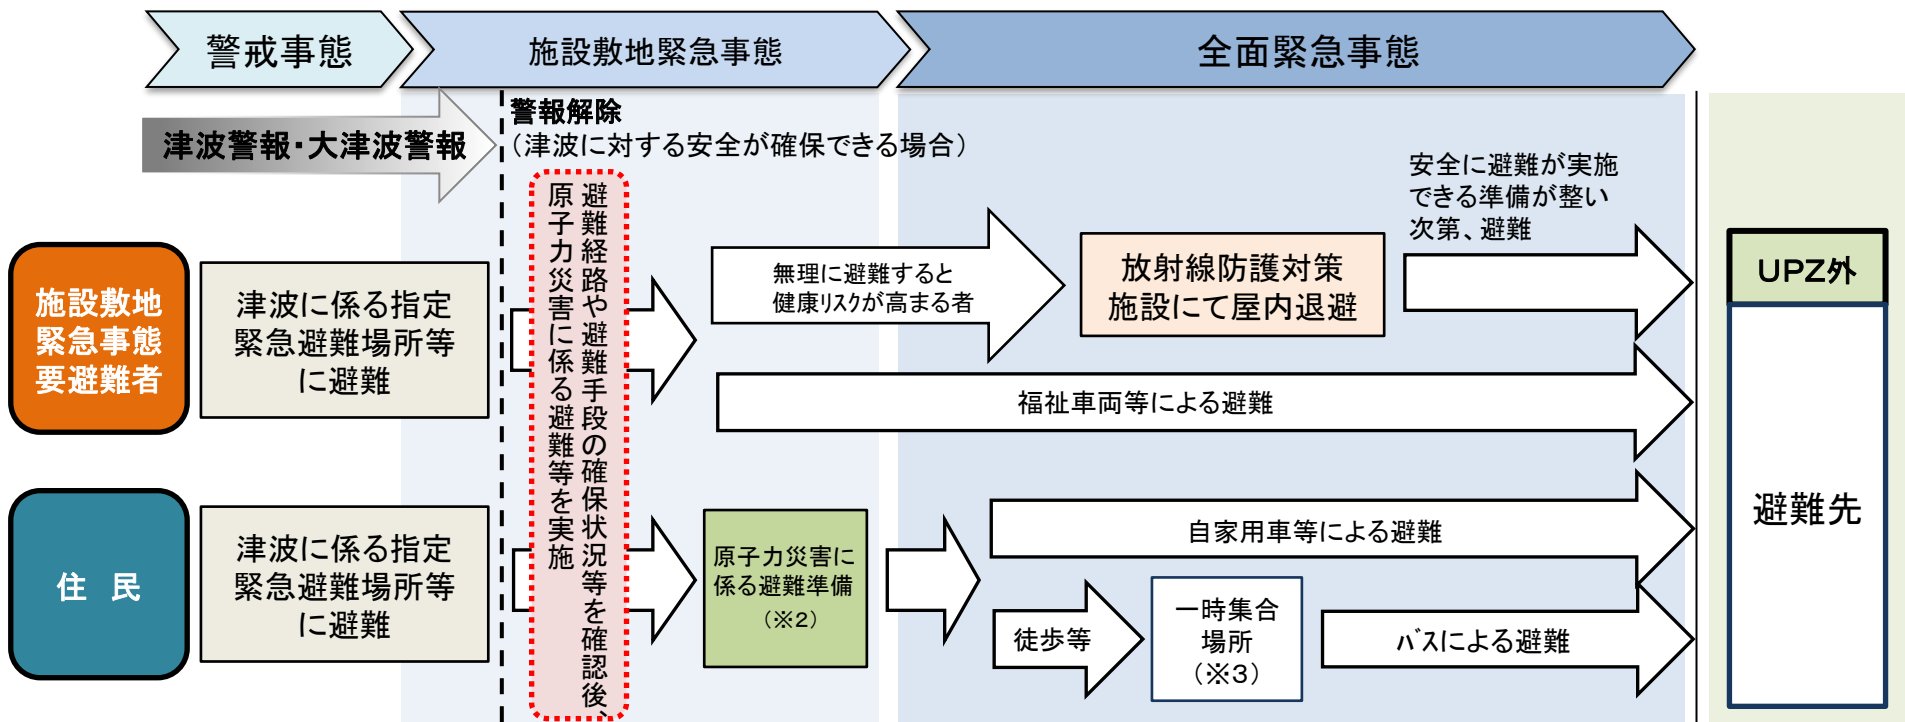 警戒事態
施設敷地緊急事態
全面緊急事態
津波警報・大津波警報
警報解除
（津波に対する安全が確保できる場合）
避難経路や避難手段の確保状況等を確認後、
原子力災害に係る避難等を実施
施設敷地
緊急事態
要避難者
津波に係る指定
緊急避難場所等
に避難
無理に避難すると
健康リスクが高まる者
放射線防護対策
施設にて屋内退避
安全に避難が実施
できる準備が整い
次第、避難
福祉車両等による避難
住　民
津波に係る指定
緊急避難場所等
に避難
原子力災害に
係る避難準備
（※2）
自家用車等による避難
徒歩等
一時集合
場所
（※3）
バスによる避難
UPZ外
避難先